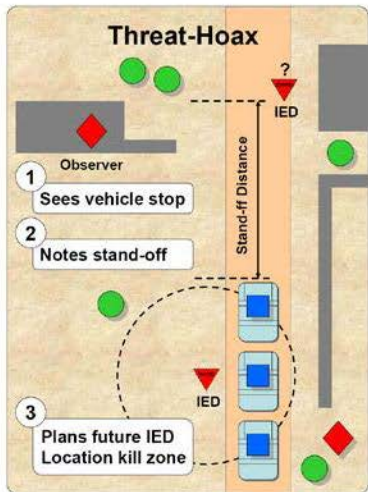 Threat-Hoax
?
IED
Observer
1
Sees vehicle stop
Stand-ff Distance
2
Notes stand-off
IED
3
Plans future IED
Location kill zone